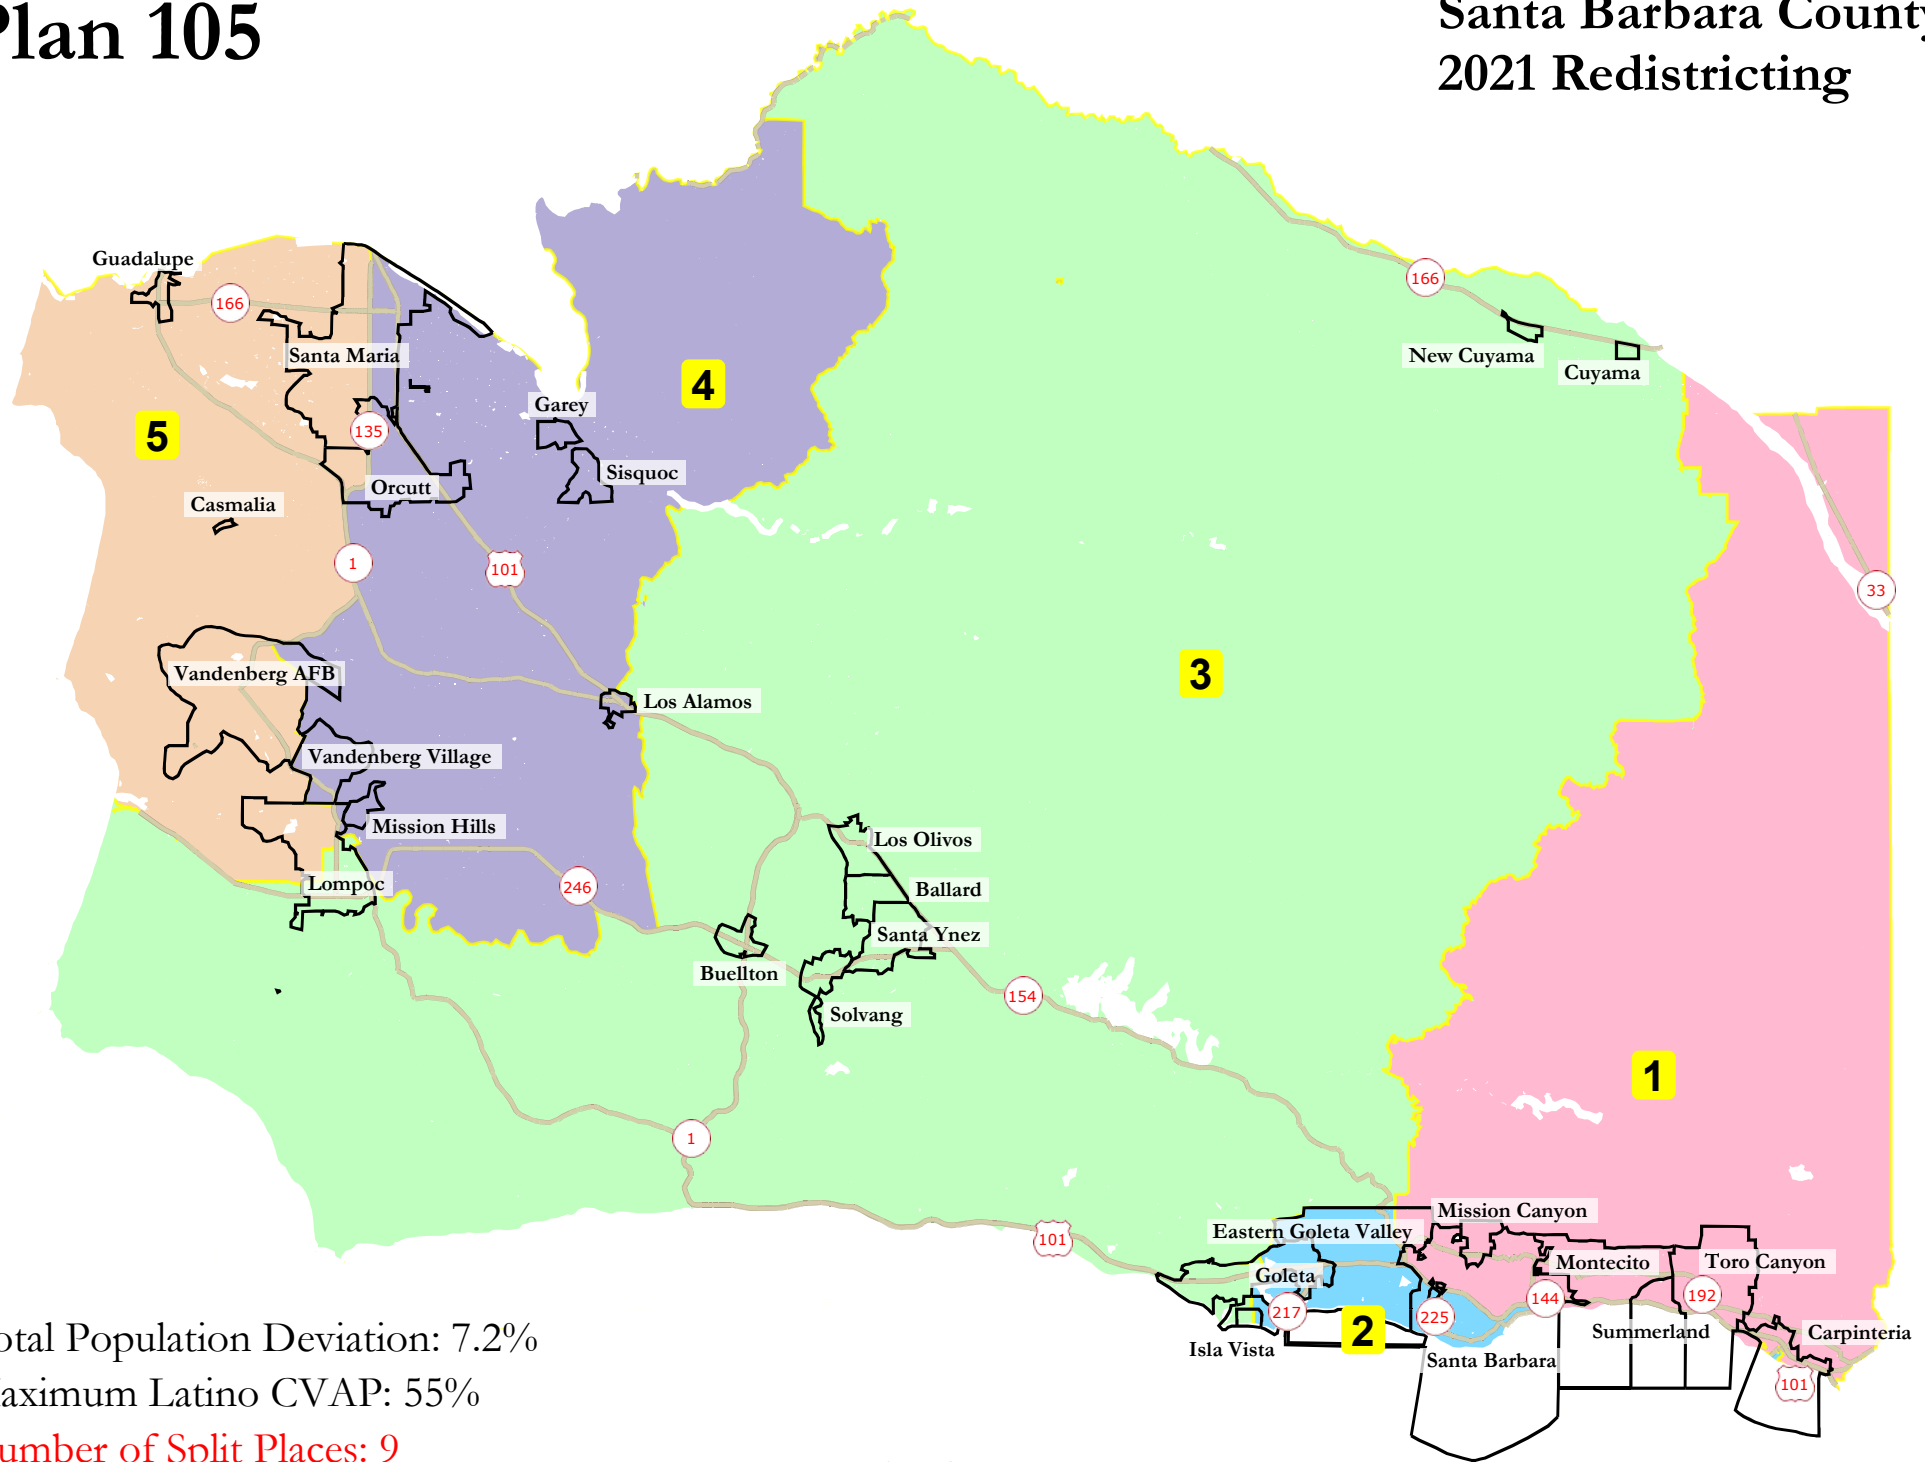 Plan 105
Santa Barbara County
2021 Redistricting
Guadalupe
166
166
Santa Maria
New Cuyama
Cuyama
4
Garey
5
135
Sisquoc
Orcutt
Casmalia
1
101
33
Vandenberg AFB
3
Los Alamos
Vandenberg Village
Mission Hills
Los Olivos
Lompoc
246
Ballard
Santa Ynez
Buellton
154
Solvang
1
1
Mission Canyon
Eastern Goleta Valley
101
Goleta
Montecito
Toro Canyon
217
144
192
225
2
Summerland
Carpinteria
Isla Vista
Santa Barbara
101
otal Population Deviation: 7.2%
aximum Latino CVAP: 55%
umber of Split Places: 9